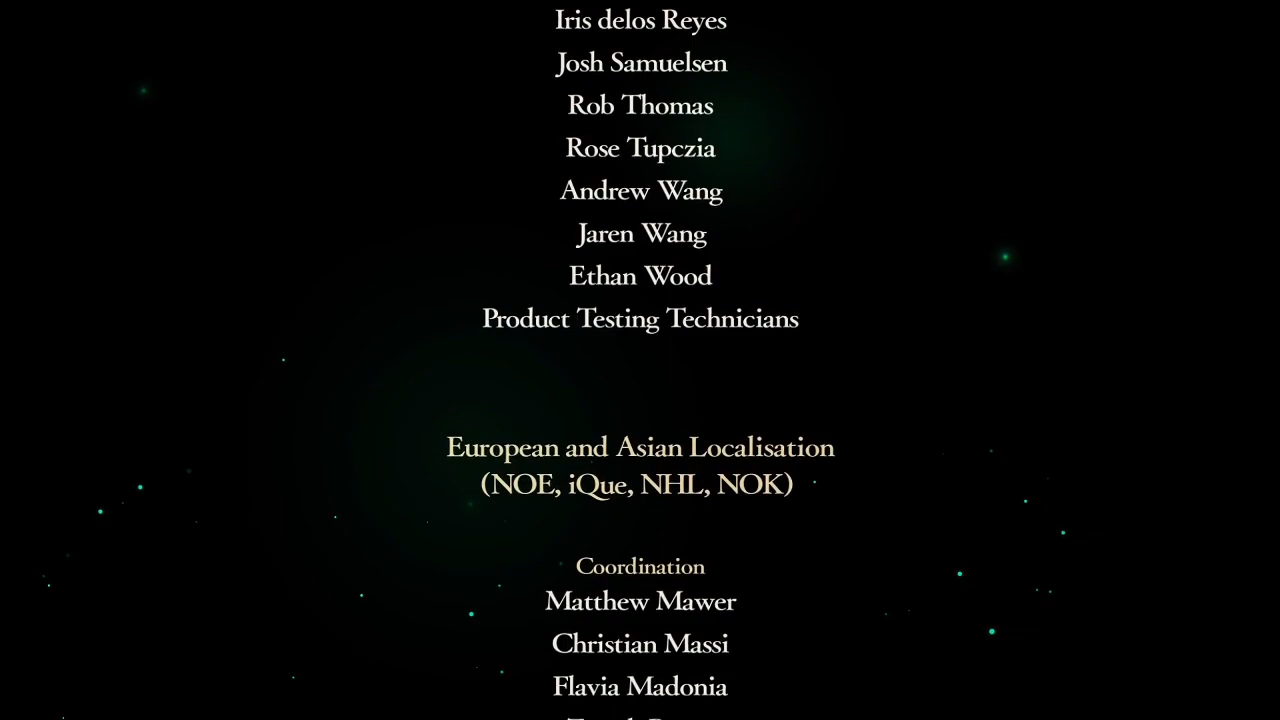 Iris delos Reyes
Josh Samuelsen
Rob Thomas
Rose Tupczia
Andrew Wang
Jaren Wang
Ethan Wood
Product Testing Technicians
European and Asian Localisation
(NOE, iQue, NHL, NOK)
Coordination
Matthew Mawer
Christian Massi
Flavia Madonia